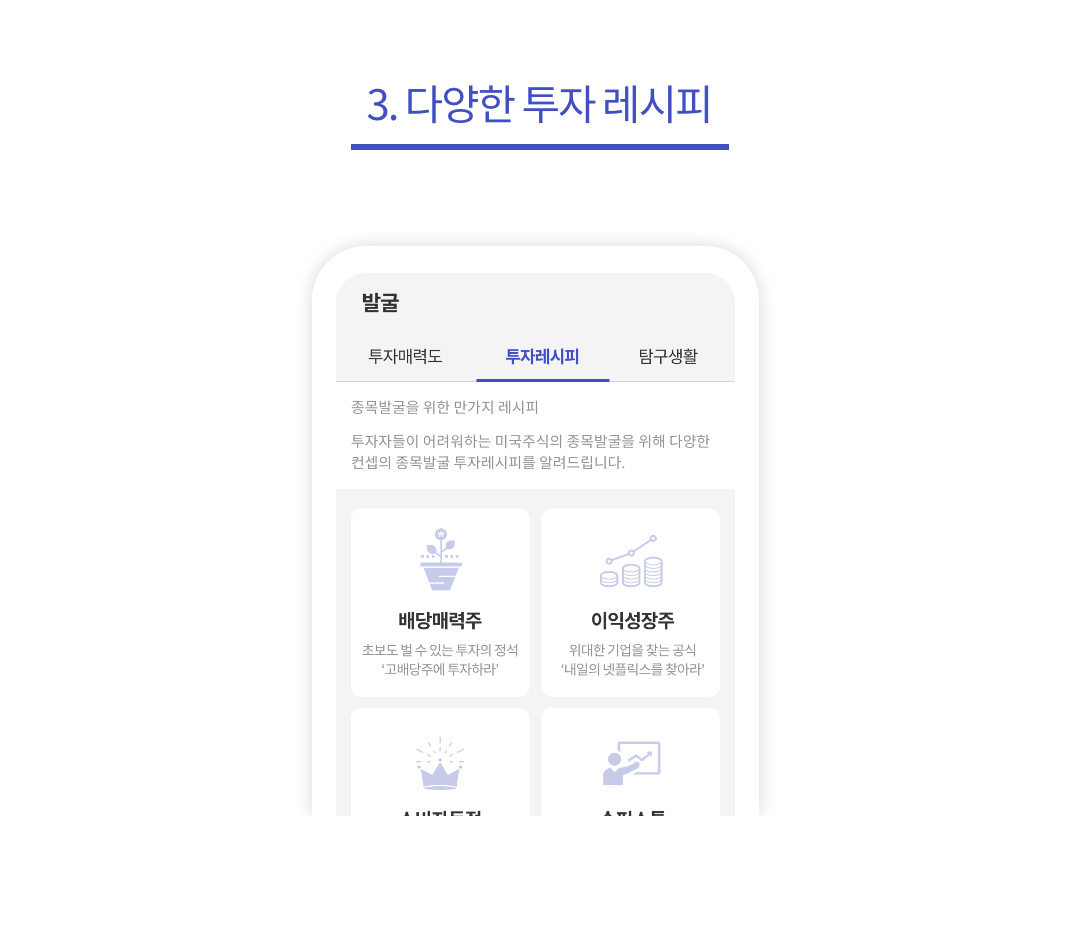 3. 다양한 투자 레시피
발굴
투자매력도 투자레시피 탐구생활
종목발굴을 위한 만가지 레시피
투자자들이 어려워하는 미국주식의 종목발굴을 위해 다양한
컨셉의 종목발굴 투자레시피를 알려드립니다.
배당매력주
초보도 벌 수 있는 투자의 정석
‘고배당주에 투자하라’
이익성장주
위대한 기업을 찾는 공식
‘내일의 넷플릭스를 찾아라’